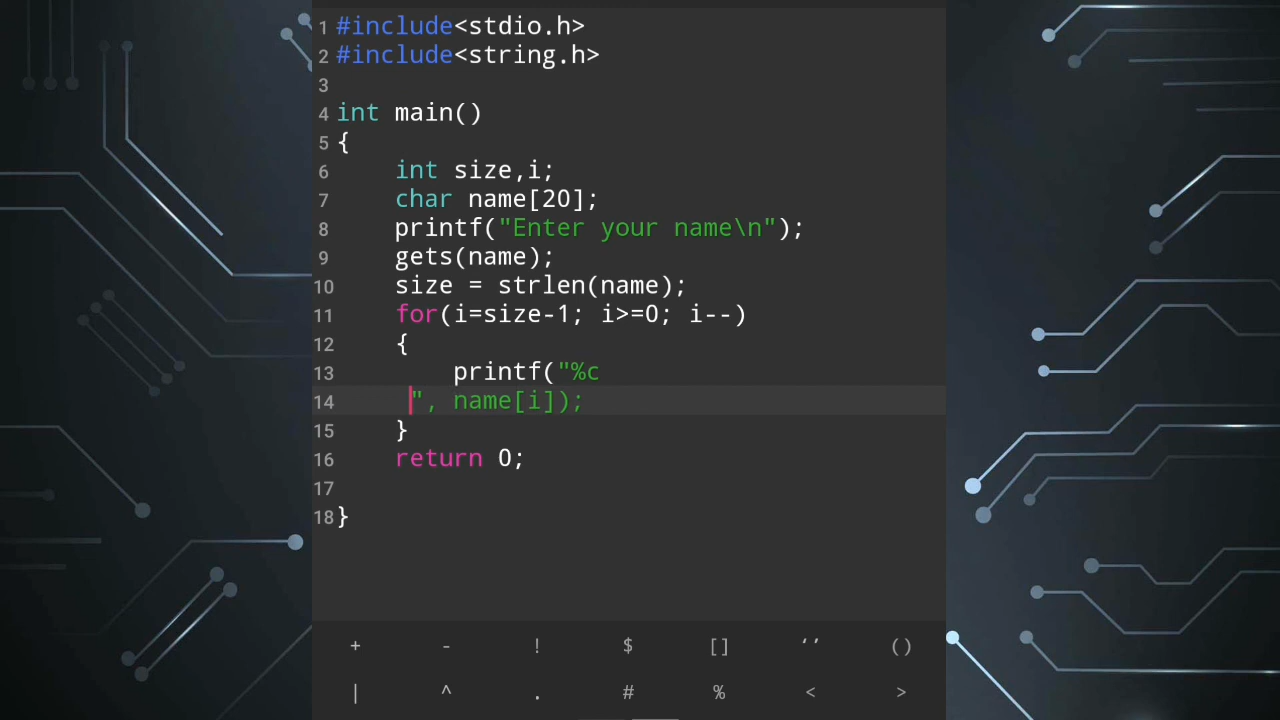 1 #include<stdio.h>
2 #include<string.h>
3
4 int main()
5 {
6 int size,i;
7 char name[20];
8 printf("Enter your name\n");
9 gets(name);
10 size = strlen(name);
11 for(i=size-1; i>=0; i--)
12 {
13 printf("%c
14 ", name[i]);
15 }
16 return 0;
17
18 }
+ - ! $ [] ‘’ ()
| ^ . # % < >